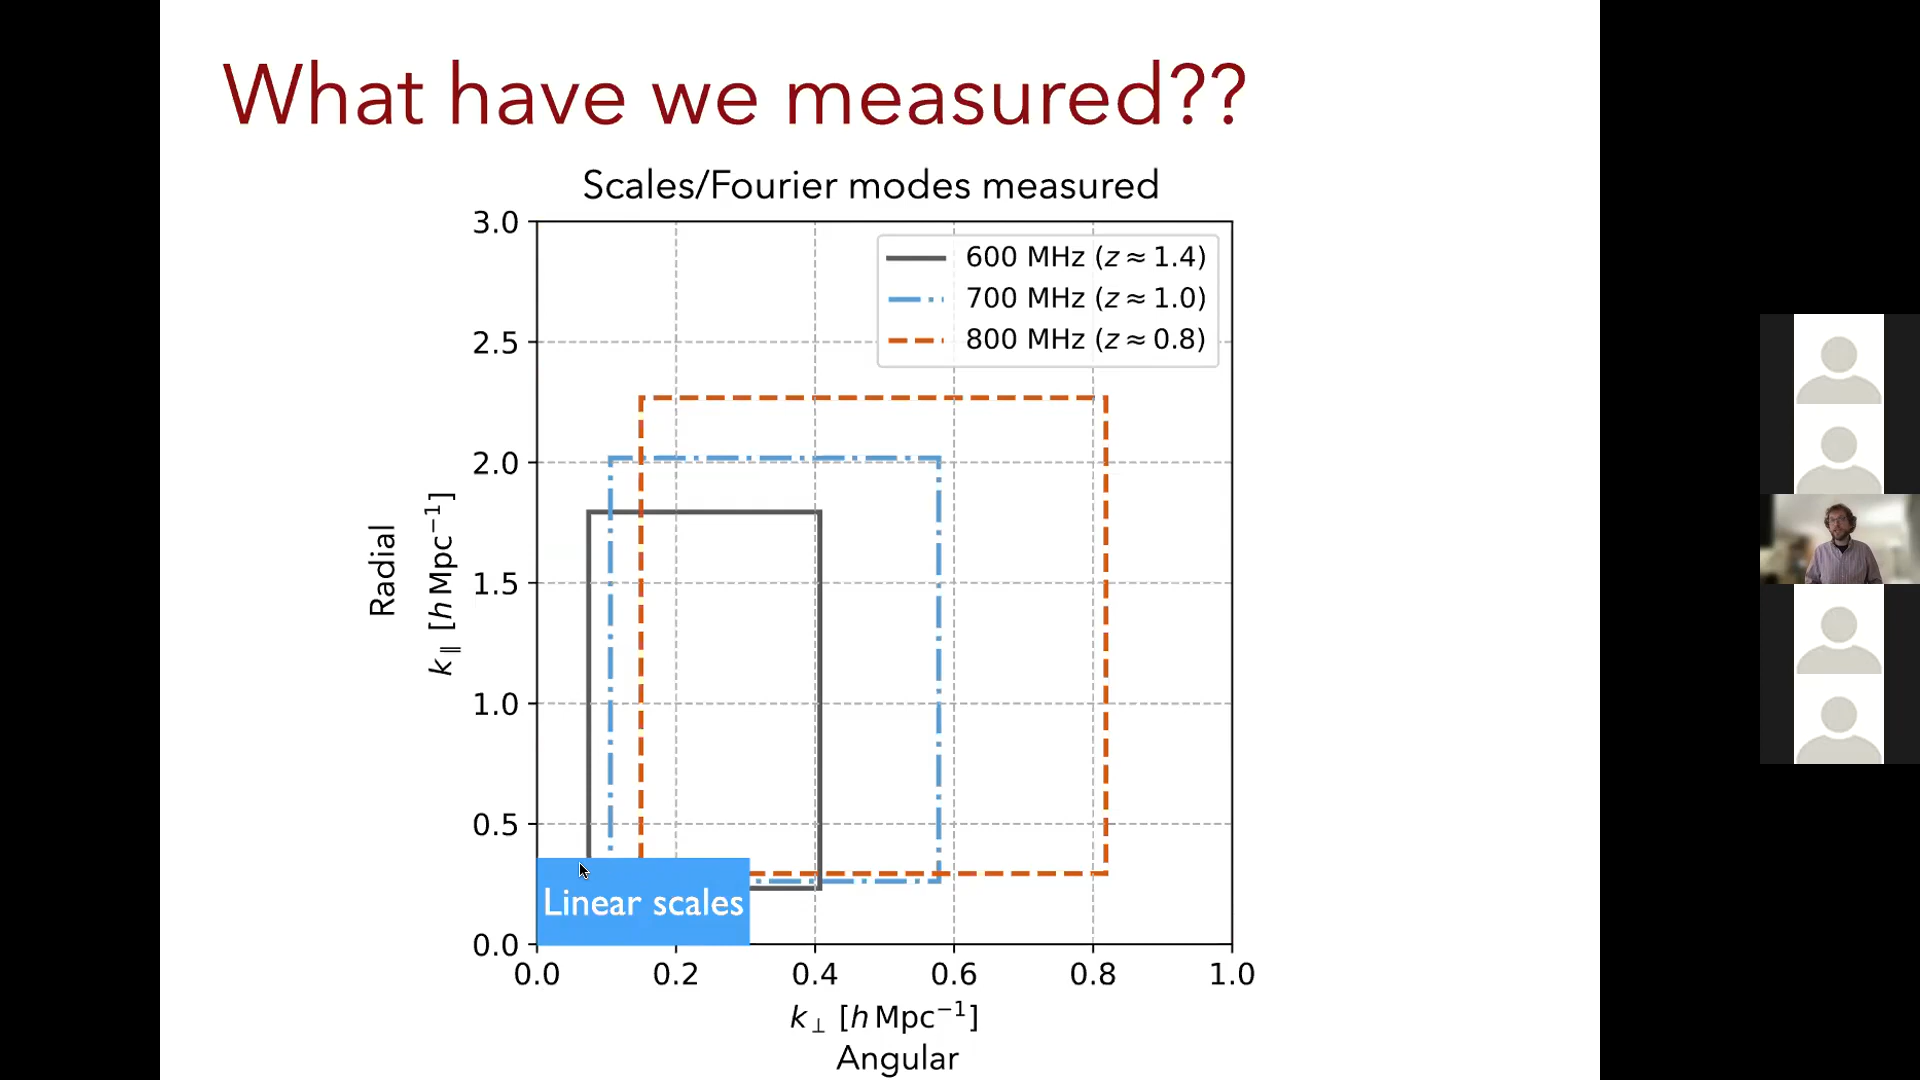 What have we measured??
Scales/Fourier modes measured
3.0
2.5
2.0
1.5
1.0
0.5
0.0
600 MHz (z ≈ 1.4)
700 MHz (z ≈ 1.0)
800 MHz (z ≈ 0.8)
Radial
k∥ [h Mpc⁻¹]
Linear scales
0.0 0.2 0.4 0.6 0.8 1.0
k⊥ [h Mpc⁻¹]
Angular